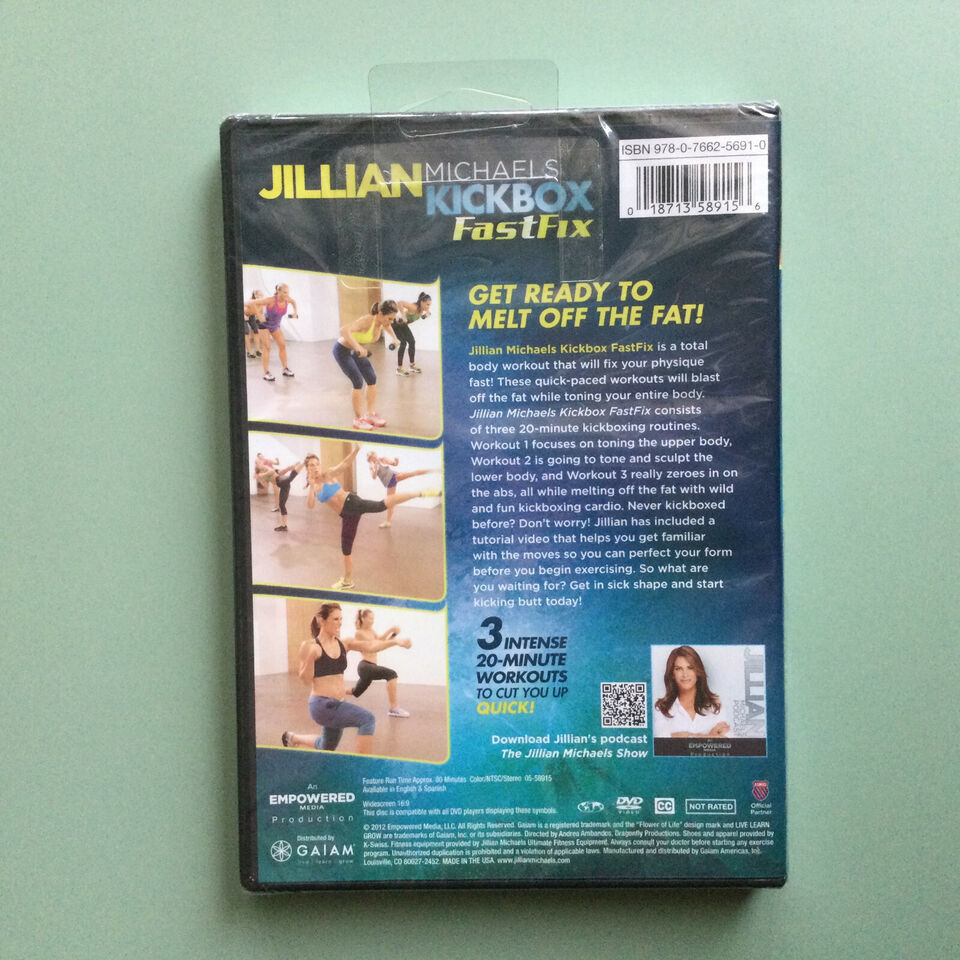 ISBN 978-0-7662-5691-0
0 18713 58915 6
JILLIAN MICHAELS
KICKBOX
FastFix
GET READY TO
MELT OFF THE FAT!
Jillian Michaels Kickbox FastFix is a total
body workout that will fix your physique
fast! These quick-paced workouts will blast
off the fat while toning your entire body.
Jillian Michaels Kickbox FastFix consists
of three 20-minute kickboxing routines.
Workout 1 focuses on toning the upper body,
Workout 2 is going to tone and sculpt the
lower body, and Workout 3 really zeroes in on
the abs, all while melting off the fat with wild
and fun kickboxing cardio. Never kickboxed
before? Don't worry! Jillian has included a
tutorial video that helps you get familiar
with the moves so you can perfect your form
before you begin exercising. So what are
you waiting for? Get in sick shape and start
kicking butt today!
3 INTENSE
20-MINUTE
WORKOUTS
TO CUT YOU UP
QUICK!
JILLIAN
An
EMPOWERED
MEDIA
Production
Download Jillian's podcast
The Jillian Michaels Show
An
EMPOWERED
MEDIA
Production
Distributed by
GAIAM
live | learn | grow
Feature Run Time Approx. 80 Minutes Color/NTSC/Stereo 05-58915
Available in English & Spanish
Widescreen 16:9
This disc is compatible with all DVD players displaying these symbols.
DVD
VIDEO
CC
NOT RATED
Official
Partner
© 2012 Empowered Media, LLC. All Rights Reserved. Gaiam is a registered trademark and the "Flower of Life" design mark and LIVE LEARN
GROW are trademarks of Gaiam, Inc. or its subsidiaries. Directed by Andrea Ambandos. Dragonfly Productions. Shoes and apparel provided by
K-Swiss. Fitness equipment provided by Jillian Michaels Ultimate Fitness Equipment. Always consult your doctor before starting any exercise
program. Unauthorized duplication is prohibited and a violation of applicable laws. Manufactured and distributed by Gaiam Americas, Inc.
Louisville, CO 80027-2452. MADE IN THE USA. www.jillianmichaels.com